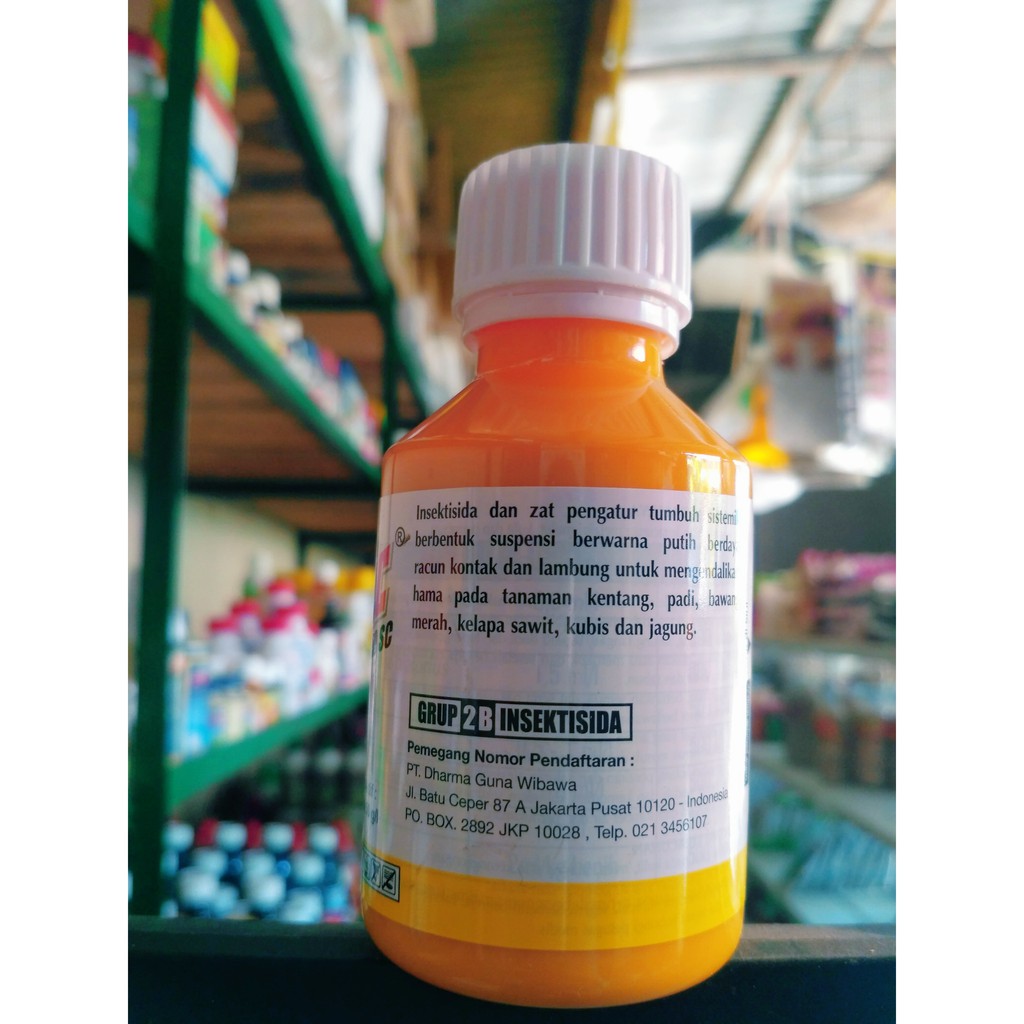 Insektisida dan zat pengatur tumbuh sistemi
berbentuk suspensi berwarna putih berday
racun kontak dan lambung untuk mengendalika
hama pada tanaman kentang, padi, bawan
merah, kelapa sawit, kubis dan jagung.
®
SC
GRUP 2B INSEKTISIDA
Pemegang Nomor Pendaftaran :
PT. Dharma Guna Wibawa
Jl. Batu Ceper 87 A Jakarta Pusat 10120 - Indonesia
PO. BOX. 2892 JKP 10028 , Telp. 021 3456107